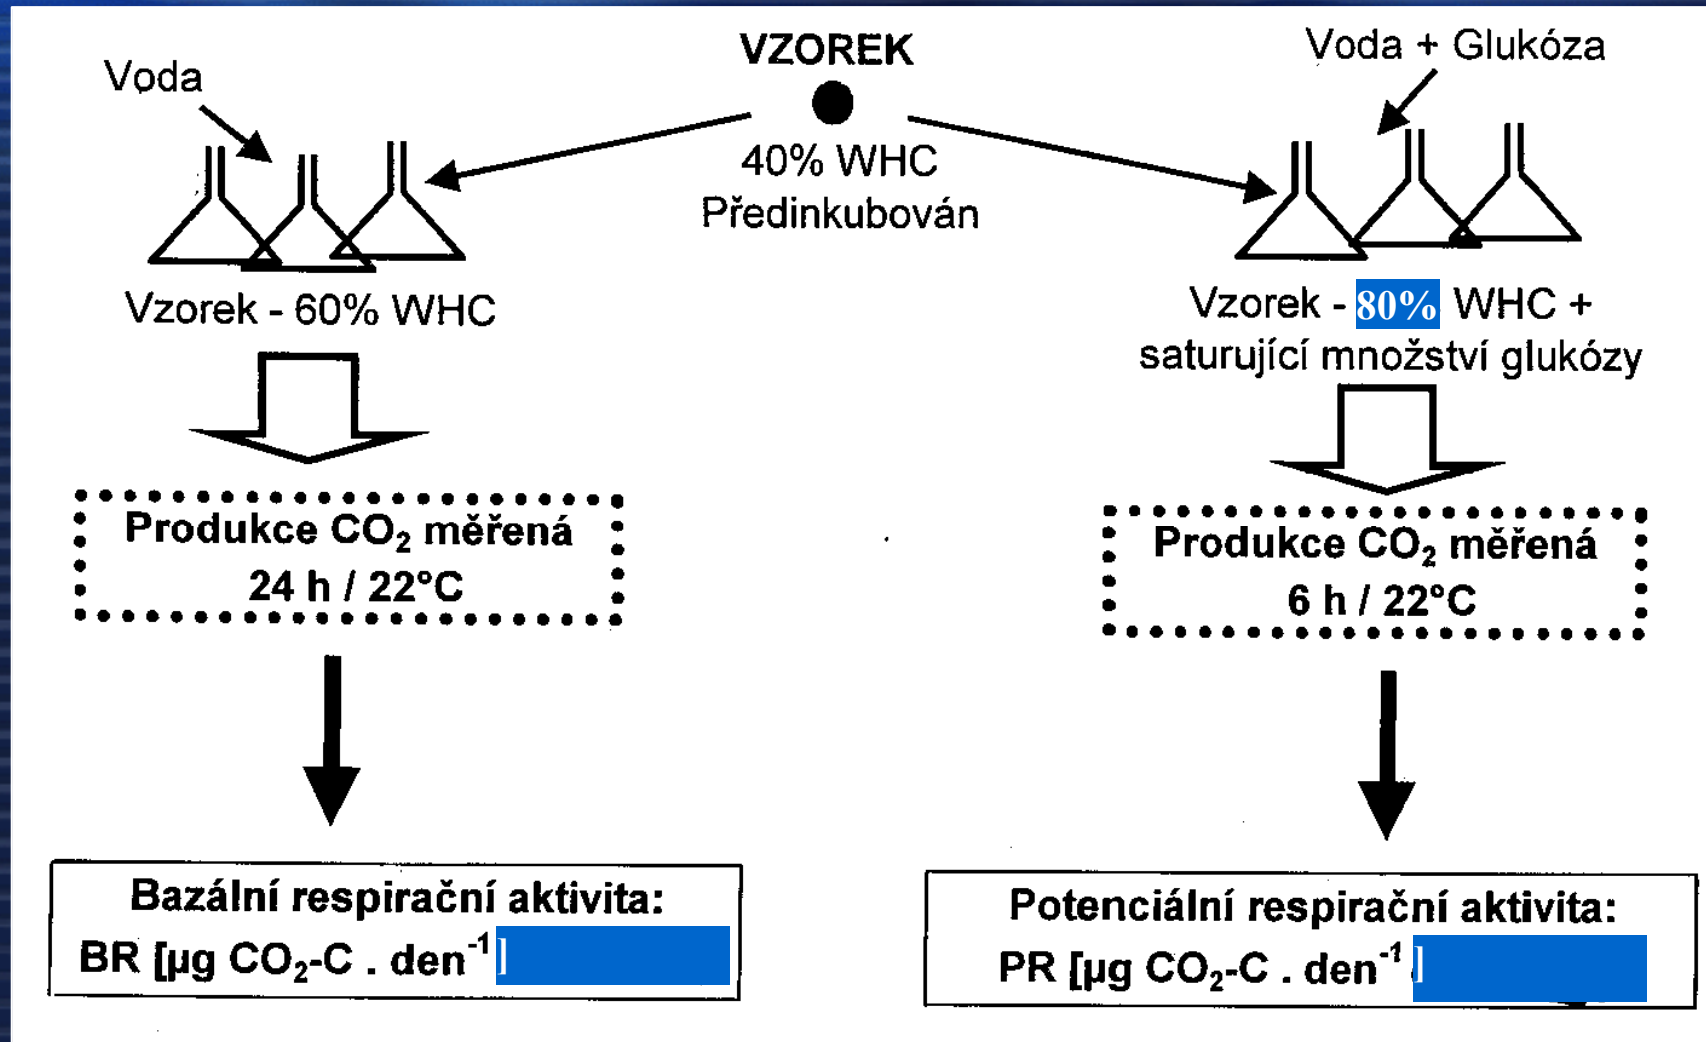 VZOREK
40% WHC
Předinkubován
Voda
Vzorek - 60% WHC
Produkce CO₂ měřená
24 h / 22°C
Bazální respirační aktivita:
BR [µg CO₂-C . den⁻¹]
Voda + Glukóza
Vzorek - 80% WHC +
saturující množství glukózy
Produkce CO₂ měřená
6 h / 22°C
Potenciální respirační aktivita:
PR [µg CO₂-C . den⁻¹]